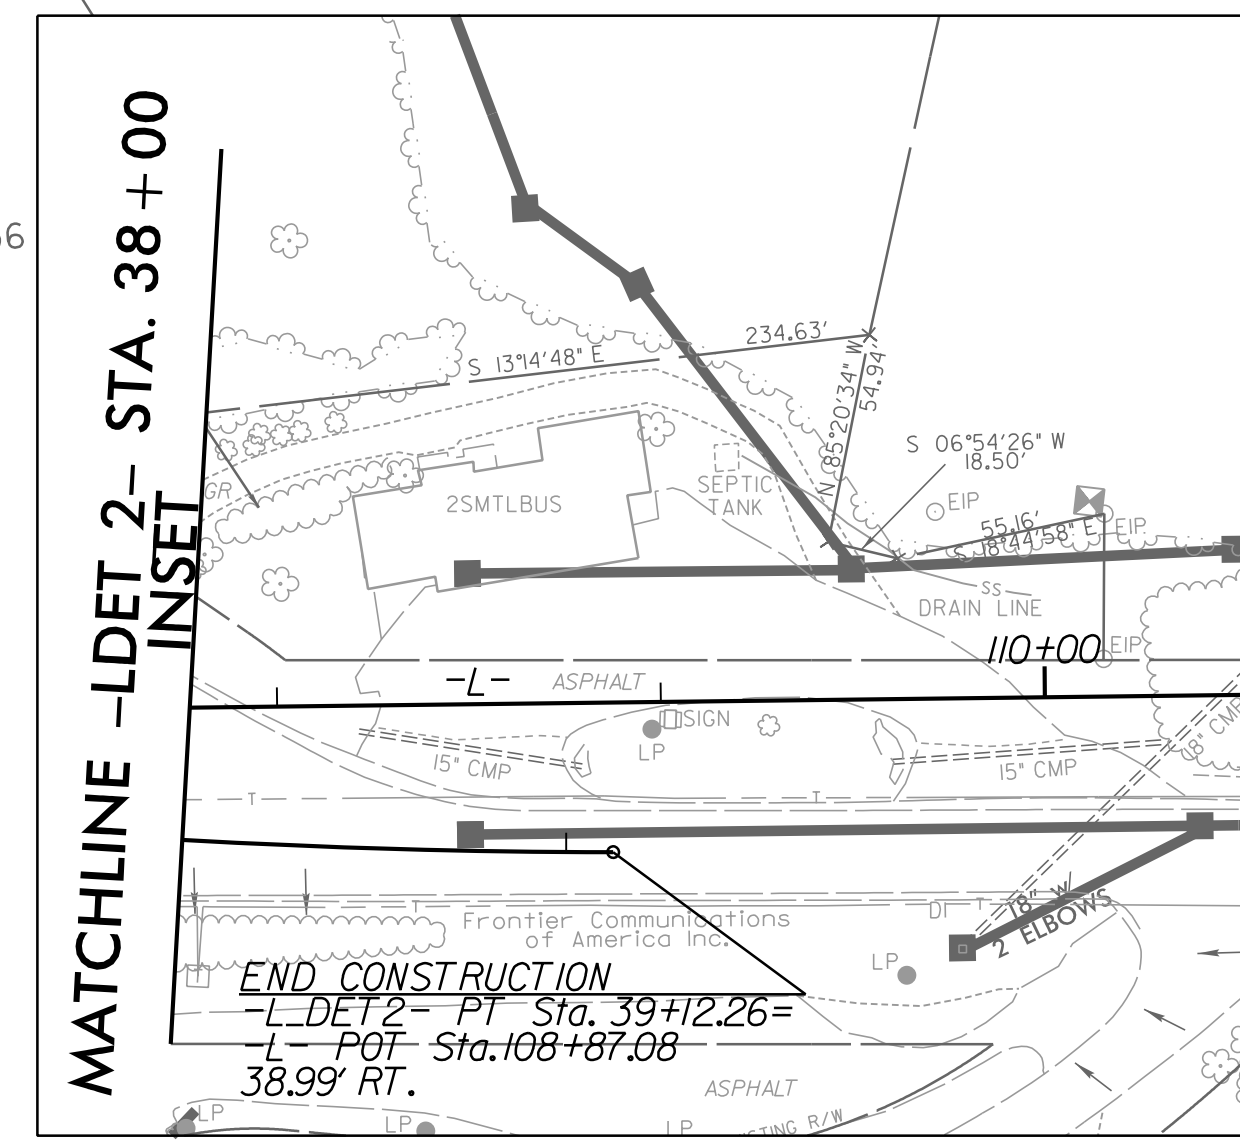 MATCHLINE -LDET 2- STA. 38+00
INSET
234.63'
S 13°14'48" E
N 85°20'34" W
54.94'
S 06°54'26" W
18.50'
GR
2SMTLBUS
SEPTIC
TANK
EIP
55.16'
S 18°44'58" E
EIP
SS
DRAIN LINE
110+00
EIP
-L-
ASPHALT
SIGN
LP
15" CMP
15" CMP
18" CMP
T
T
Frontier Communications
of America Inc.
T
DI
T
18" W
2 ELBOWS
LP
END CONSTRUCTION
-L_DET2- PT Sta. 39+12.26=
-L- POT Sta.108+87.08
38.99' RT.
ASPHALT
LP
LP
LP
R/W